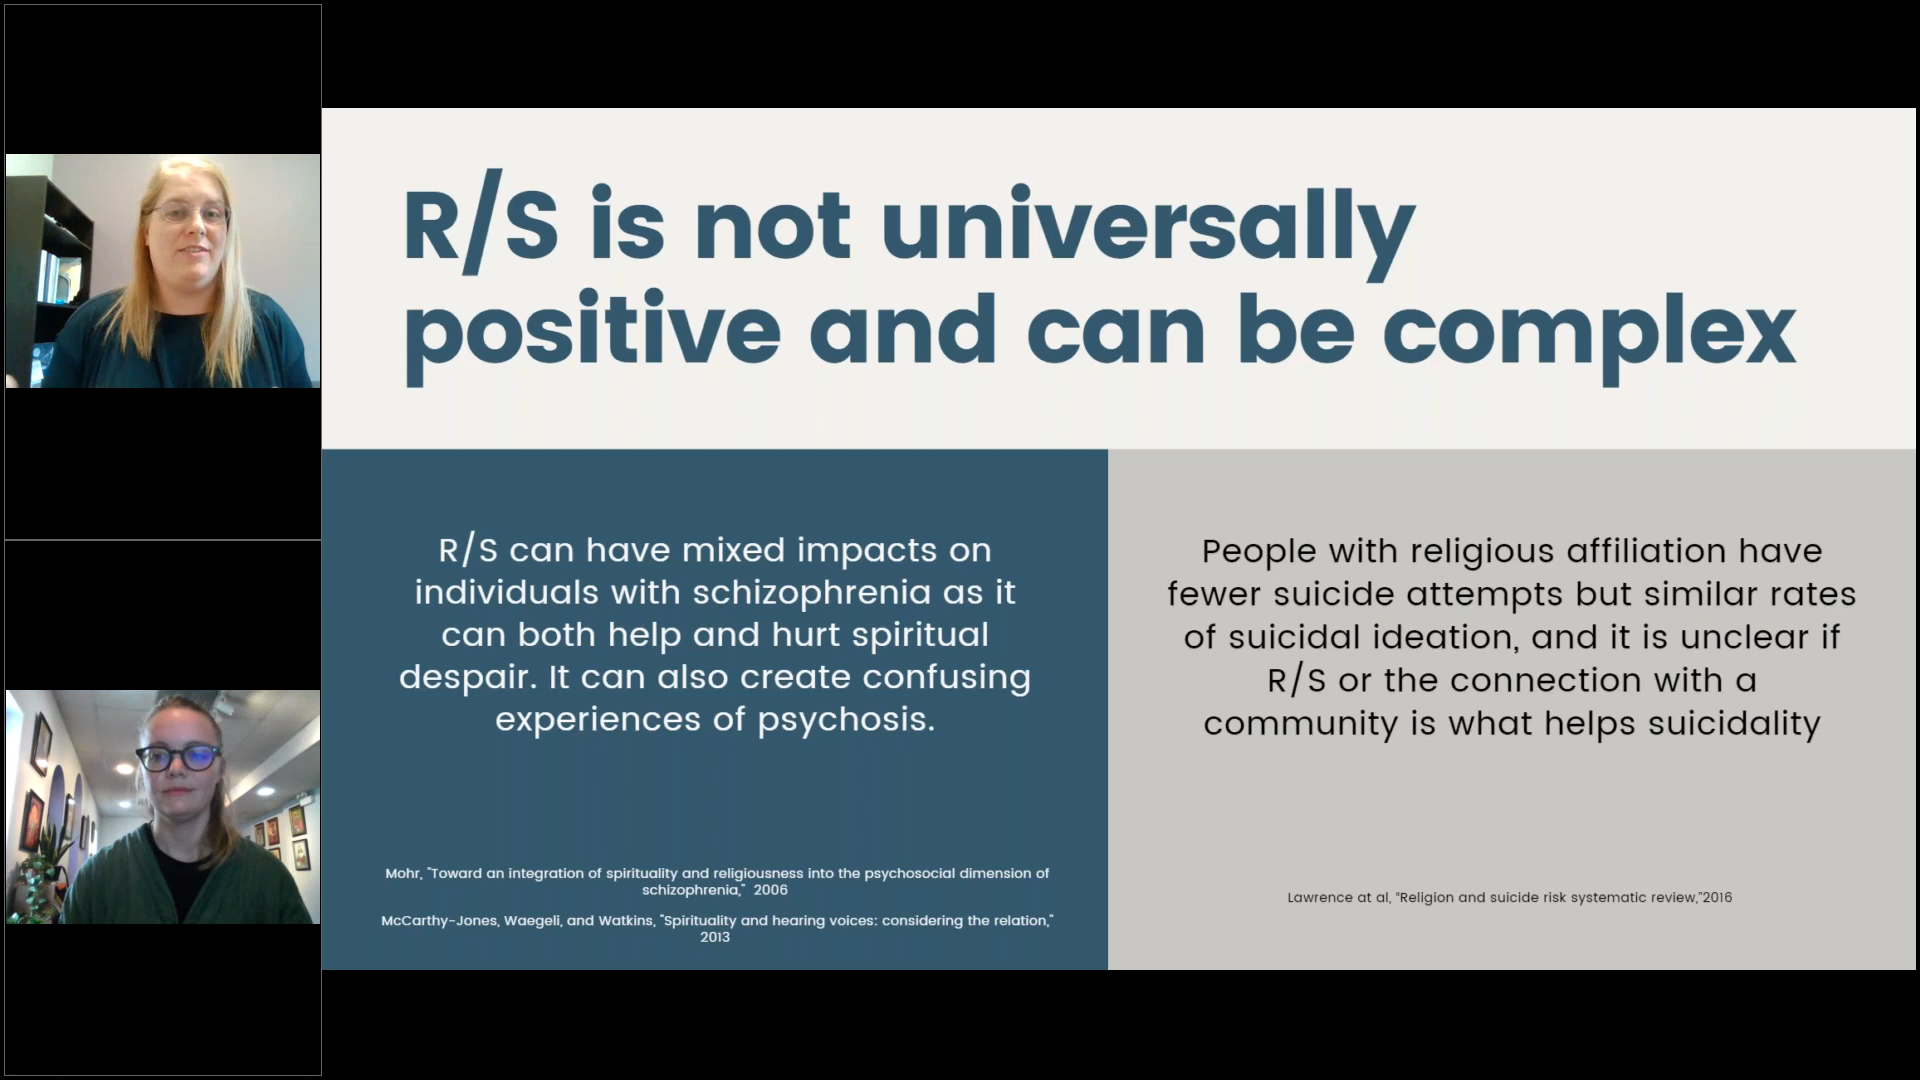 R/S is not universally
positive and can be complex
R/S can have mixed impacts on
individuals with schizophrenia as it
can both help and hurt spiritual
despair. It can also create confusing
experiences of psychosis.
Mohr, "Toward an integration of spirituality and religiousness into the psychosocial dimension of
schizophrenia,"  2006
McCarthy-Jones, Waegeli, and Watkins, "Spirituality and hearing voices: considering the relation,"
2013
People with religious affiliation have
fewer suicide attempts but similar rates
of suicidal ideation, and it is unclear if
R/S or the connection with a
community is what helps suicidality
Lawrence at al, “Religion and suicide risk systematic review,”2016